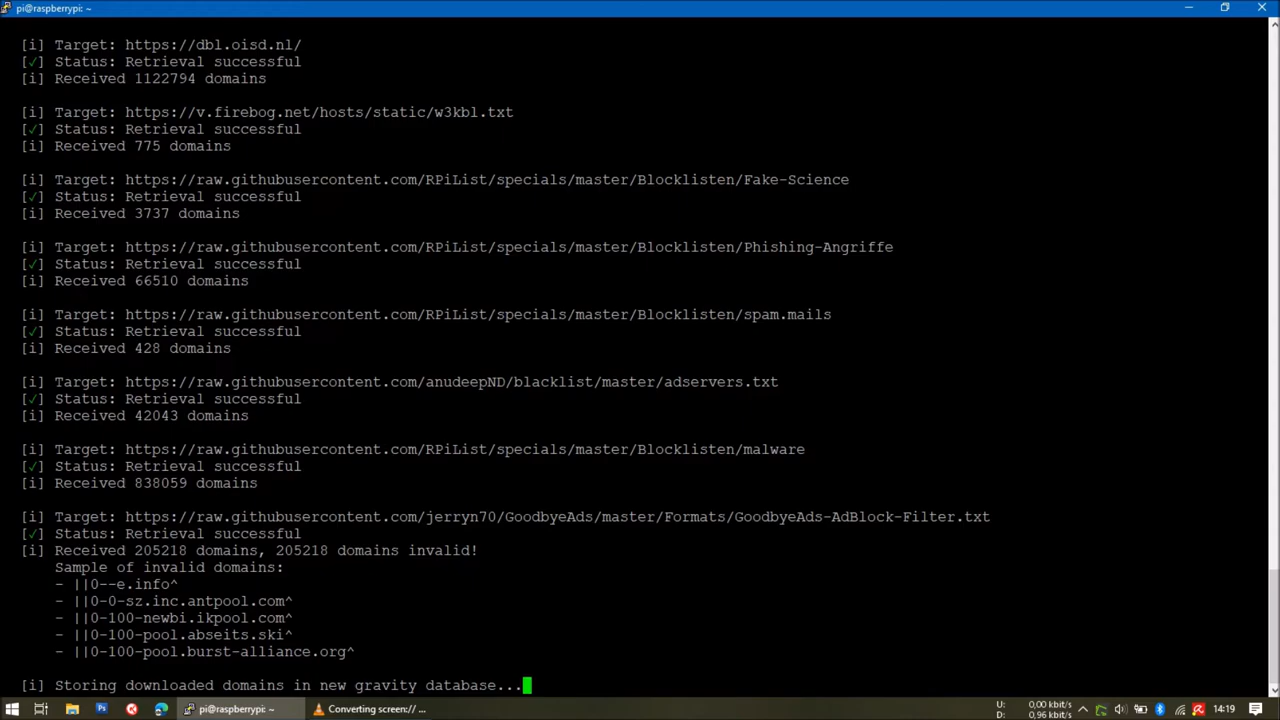 pi@raspberrypi: ~
[i] Target: https://dbl.oisd.nl/
[✓] Status: Retrieval successful
[i] Received 1122794 domains
[i] Target: https://v.firebog.net/hosts/static/w3kbl.txt
[✓] Status: Retrieval successful
[i] Received 775 domains
[i] Target: https://raw.githubusercontent.com/RPiList/specials/master/Blocklisten/Fake-Science
[✓] Status: Retrieval successful
[i] Received 3737 domains
[i] Target: https://raw.githubusercontent.com/RPiList/specials/master/Blocklisten/Phishing-Angriffe
[✓] Status: Retrieval successful
[i] Received 66510 domains
[i] Target: https://raw.githubusercontent.com/RPiList/specials/master/Blocklisten/spam.mails
[✓] Status: Retrieval successful
[i] Received 428 domains
[i] Target: https://raw.githubusercontent.com/anudeepND/blacklist/master/adservers.txt
[✓] Status: Retrieval successful
[i] Received 42043 domains
[i] Target: https://raw.githubusercontent.com/RPiList/specials/master/Blocklisten/malware
[✓] Status: Retrieval successful
[i] Received 838059 domains
[i] Target: https://raw.githubusercontent.com/jerryn70/GoodbyeAds/master/Formats/GoodbyeAds-AdBlock-Filter.txt
[✓] Status: Retrieval successful
[i] Received 205218 domains, 205218 domains invalid!
Sample of invalid domains:
- ||0--e.info^
- ||0-0-sz.inc.antpool.com^
- ||0-100-newbi.ikpool.com^
- ||0-100-pool.abseits.ski^
- ||0-100-pool.burst-alliance.org^
[i] Storing downloaded domains in new gravity database...
pi@raspberrypi: ~
Converting screen:// ...
U: 0,00 kbit/s
D: 0,96 kbit/s
14:19